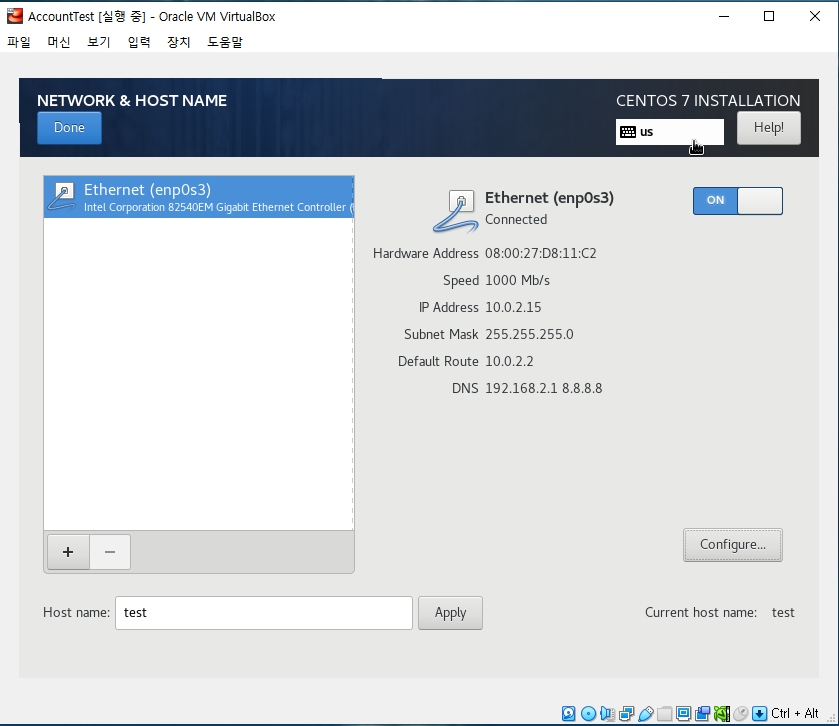 AccountTest [실행 중] - Oracle VM VirtualBox
파일 머신 보기 입력 장치 도움말
NETWORK & HOST NAME
CENTOS 7 INSTALLATION
Done
us
Help!
Ethernet (enp0s3)
Intel Corporation 82540EM Gigabit Ethernet Controller (
Ethernet (enp0s3)
Connected
ON
Hardware Address 08:00:27:D8:11:C2
Speed 1000 Mb/s
IP Address 10.0.2.15
Subnet Mask 255.255.255.0
Default Route 10.0.2.2
DNS 192.168.2.1 8.8.8.8
+ −
Configure...
Host name: test Apply
Current host name: test
Ctrl + Alt